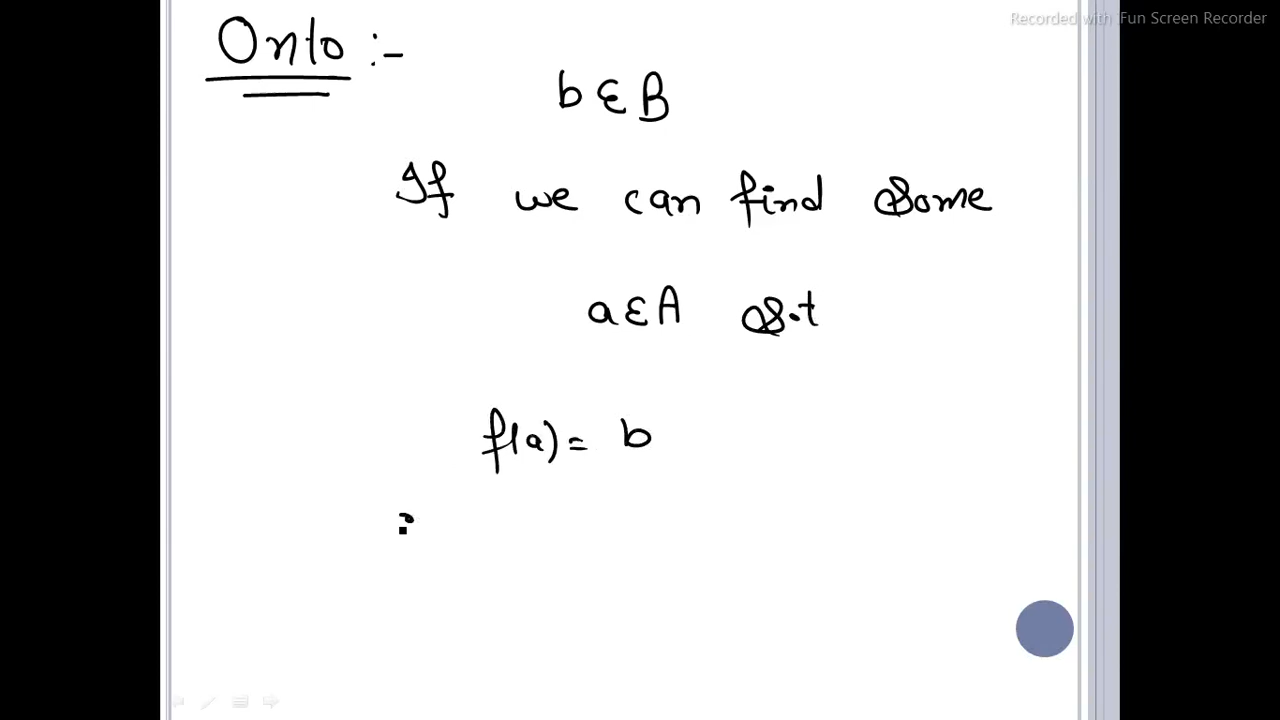 Recorded with Fun Screen Recorder
Onto :-
b ∈ B
If we can find some
a ∈ A s.t
f(a) = b